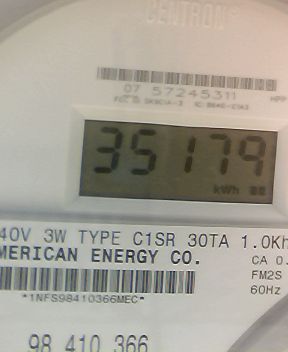 CENTRON®
07 57245311
35179
kWh
40V 3W TYPE C1SR 30TA 1.0Kh
MERICAN ENERGY CO.
CA 0.
FM2S
60Hz
*1NFS98410366MEC*
98 410 366